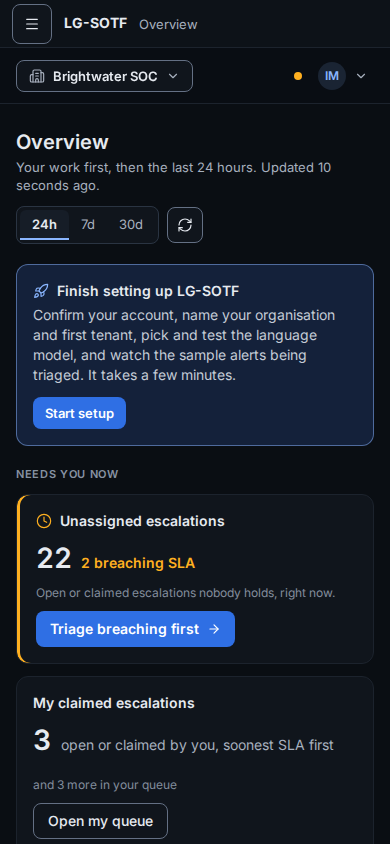 LG-SOTF Overview
Brightwater SOC
IM
Overview
Your work first, then the last 24 hours. Updated 10
seconds ago.
24h 7d 30d
Finish setting up LG-SOTF
Confirm your account, name your organisation
and first tenant, pick and test the language
model, and watch the sample alerts being
triaged. It takes a few minutes.
Start setup
NEEDS YOU NOW
Unassigned escalations
22 2 breaching SLA
Open or claimed escalations nobody holds, right now.
Triage breaching first
My claimed escalations
3 open or claimed by you, soonest SLA first
and 3 more in your queue
Open my queue